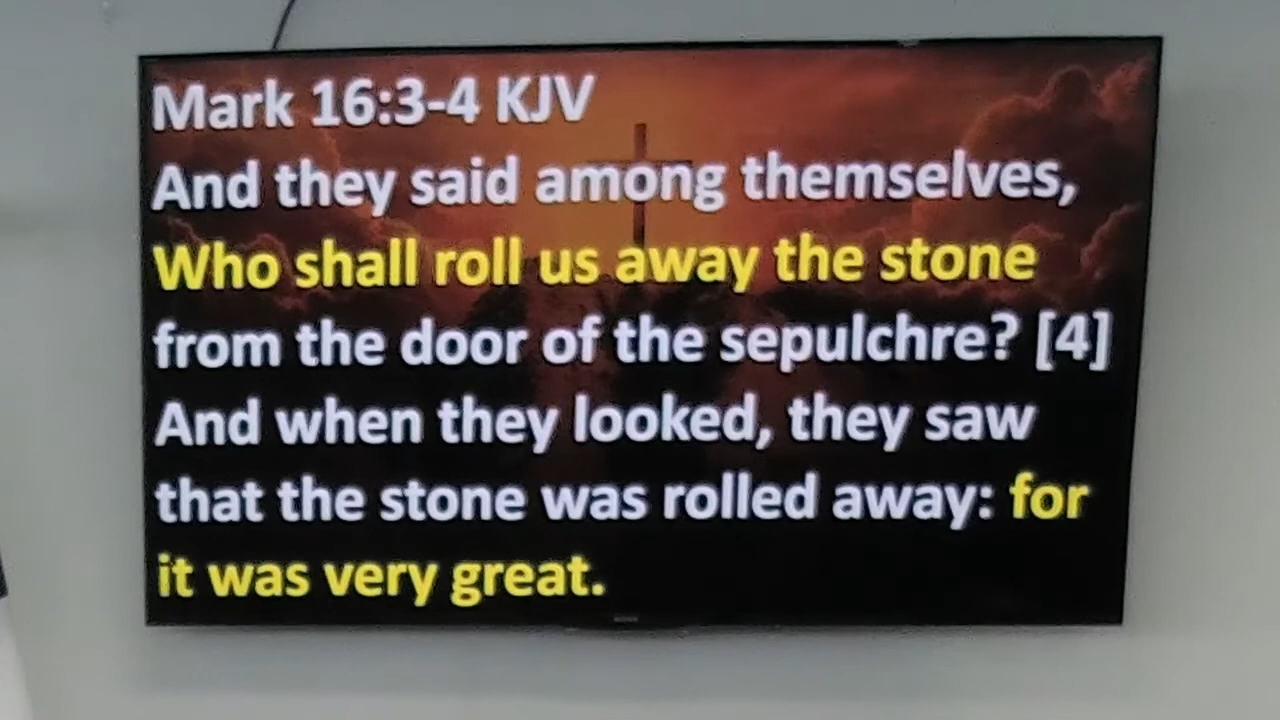 Mark 16:3-4 KJV
And they said among themselves,
Who shall roll us away the stone
from the door of the sepulchre? [4]
And when they looked, they saw
that the stone was rolled away: for
it was very great.